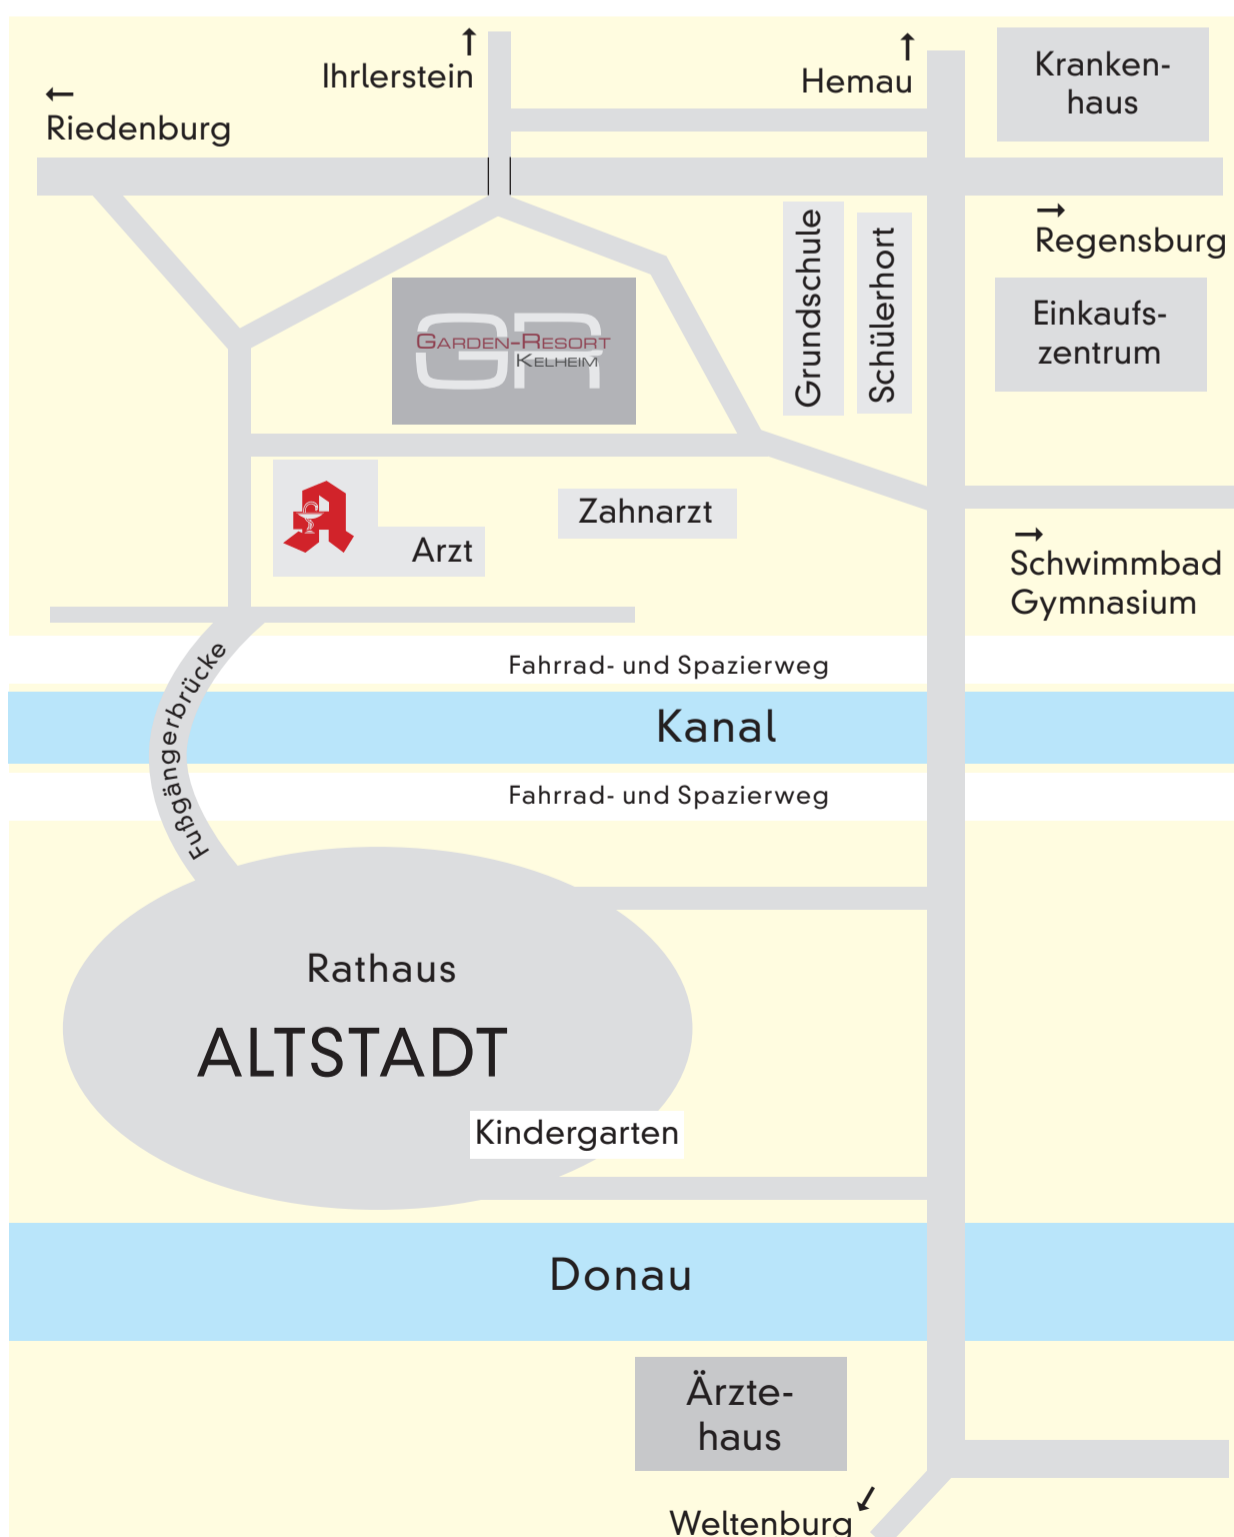 Ihrlerstein
Hemau
Kranken-
haus
Riedenburg
Regensburg
Grundschule
Schülerhort
Einkaufs-
zentrum
GR
GARDEN-RESORT
KELHEIM
A
Zahnarzt
Arzt
Schwimmbad
Gymnasium
Fußgängerbrücke
Fahrrad- und Spazierweg
Kanal
Fahrrad- und Spazierweg
Rathaus
ALTSTADT
Kindergarten
Donau
Ärzte-
haus
Weltenburg